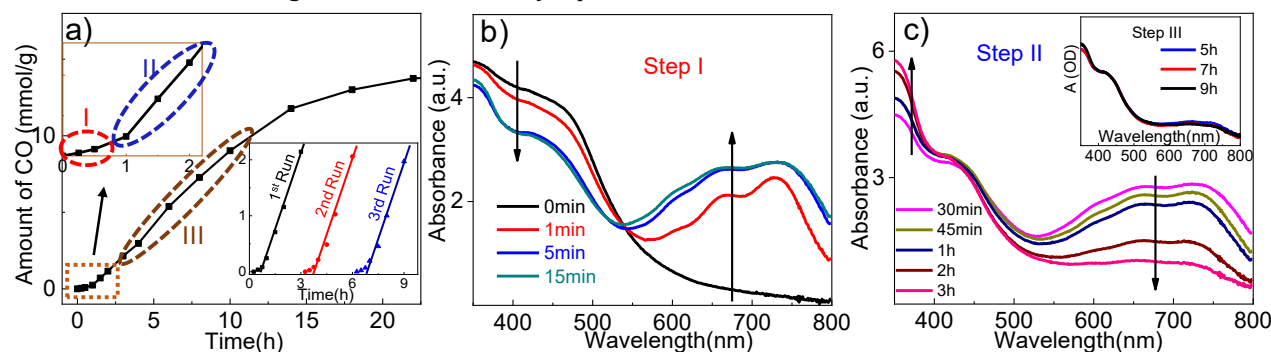 a)
II
I
III
10
0
0
1
2
Amount of CO (mmol/g)
0
5
10
15
20
Time(h)
2
1
0
0
3
6
9
Time(h)
1st Run
2nd Run
3rd Run
b)
Step I
4
2
Absorbance (a.u.)
0min
1min
5min
15min
400 500 600 700 800
Wavelength(nm)
c)
Step II
6
3
Absorbance (a.u.)
30min
45min
1h
2h
3h
400 500 600 700 800
Wavelength(nm)
Step III
5h
7h
9h
A (OD)
Wavelength(nm)
400 500 600 700 800